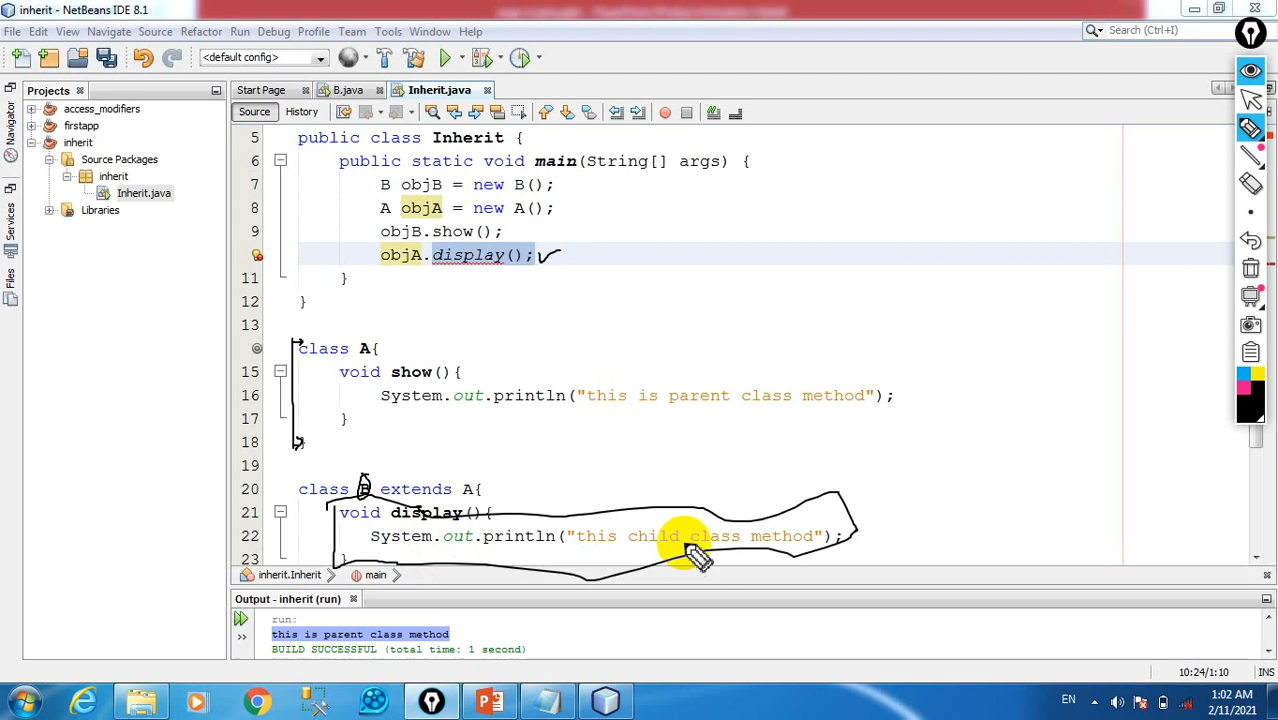 inherit - NetBeans IDE 8.1
File Edit View Navigate Source Refactor Run Debug Profile Team Tools Window Help
Search (Ctrl+I)
<default config>
Projects
Start Page B.java Inherit.java
access_modifiers
firstapp
inherit
Source Packages
inherit
Inherit.java
Libraries
Navigator
Services
Files
Source History
5 public class Inherit {
6 public static void main(String[] args) {
7 B objB = new B();
8 A objA = new A();
9 objB.show();
objA.display();
11 }
12 }
13
class A{
15 void show(){
16 System.out.println("this is parent class method");
17 }
18 }
19
20 class B extends A{
21 void display(){
22 System.out.println("this child class method");
23 }
inherit.Inherit main
Output - inherit (run)
run:
this is parent class method
BUILD SUCCESSFUL (total time: 1 second)
10:24/1:10 INS
EN
1:02 AM
2/11/2021